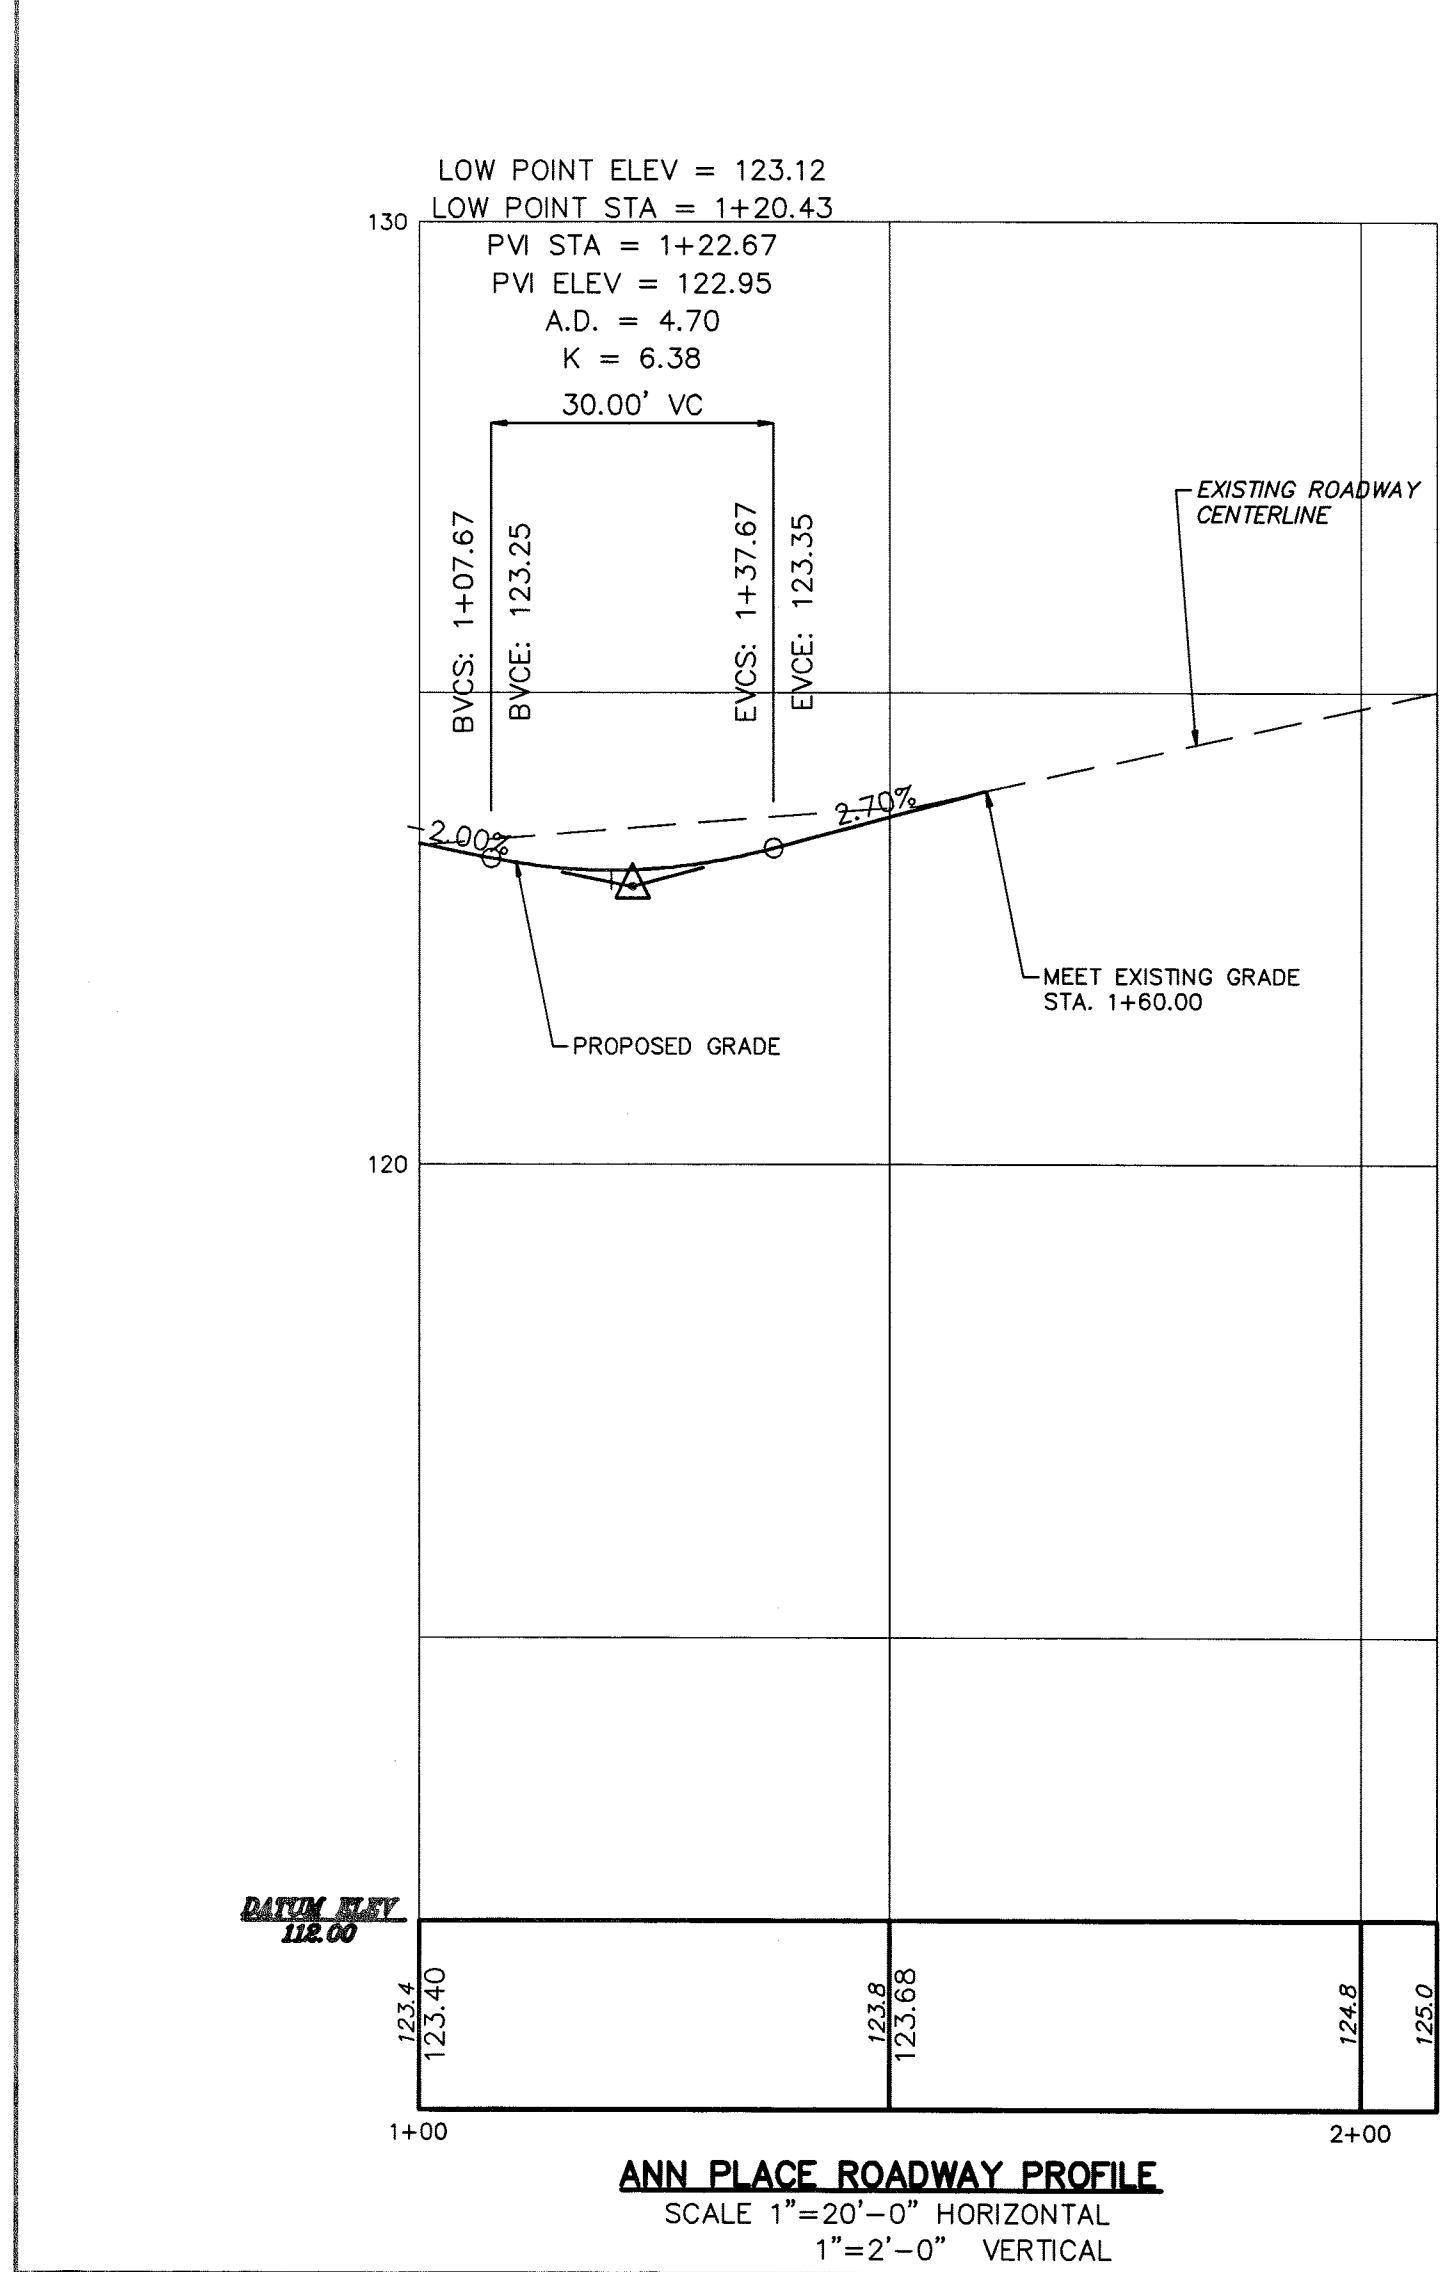 LOW POINT ELEV = 123.12
LOW POINT STA = 1+20.43
130
PVI STA = 1+22.67
PVI ELEV = 122.95
A.D. = 4.70
K = 6.38
30.00' VC
BVCS: 1+07.67
BVCE: 123.25
EVCS: 1+37.67
EVCE: 123.35
EXISTING ROADWAY
CENTERLINE
2.00%
2.70%
MEET EXISTING GRADE
STA. 1+60.00
PROPOSED GRADE
120
DATUM ELEV
112.00
123.4
123.40
123.8
123.68
124.8
125.0
1+00
2+00
ANN PLACE ROADWAY PROFILE
SCALE 1"=20'-0" HORIZONTAL
1"=2'-0" VERTICAL